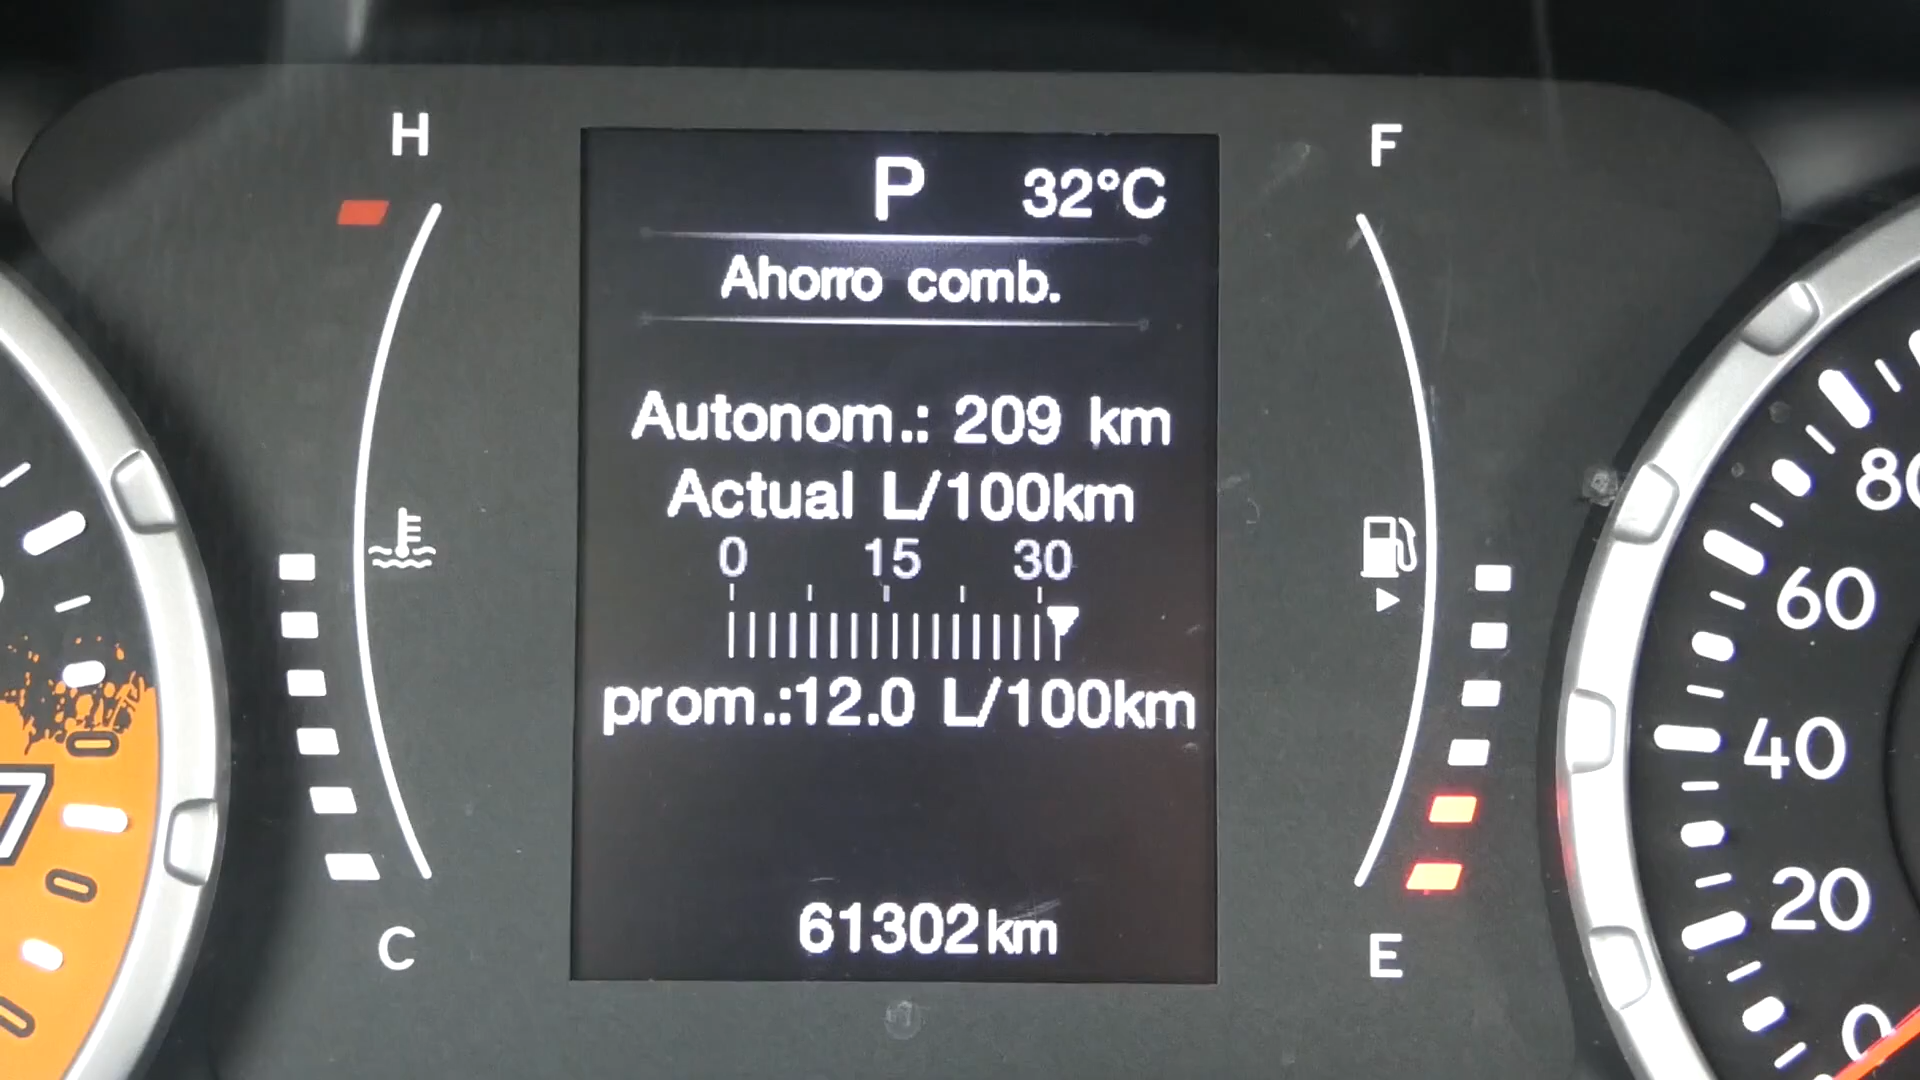 H
F
P 32°C
Ahorro comb.
Autonom.: 209 km
Actual L/100km
0 15 30
prom.:12.0 L/100km
61302km
C
E
7
60
40
20
0